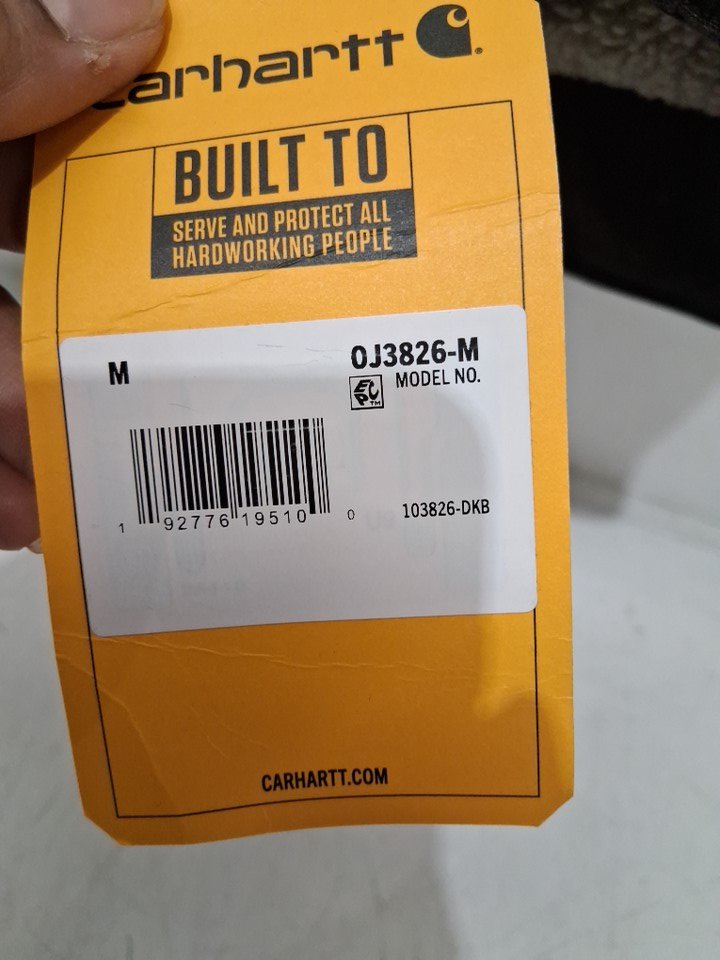 carhartt
BUILT TO
SERVE AND PROTECT ALL
HARDWORKING PEOPLE
M
OJ3826-M
EPC™ MODEL NO.
1 92776 19510 0
103826-DKB
CARHARTT.COM